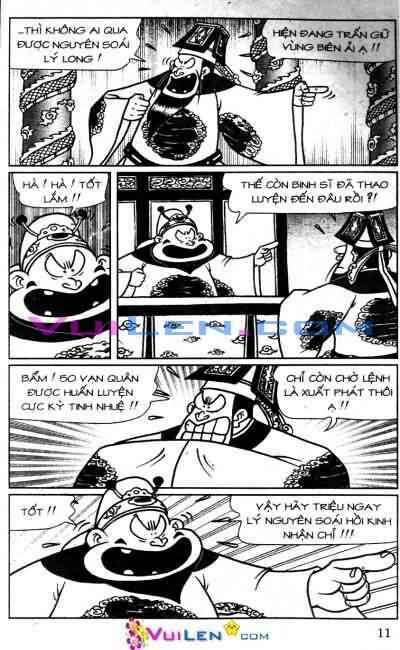 ...THÌ KHÔNG AI QUA
ĐƯỢC NGUYÊN SOÁI
LÝ LONG !
HIỆN ĐANG TRẤN GIỮ
VÙNG BIÊN ẢI Ạ !!
HÀ ! HÀ ! TỐT
LẮM !!
THẾ CÒN BINH SĨ ĐÃ THAO
LUYỆN ĐẾN ĐÂU RỒI ?!
VuiLen.com
BẨM ! 50 VẠN QUÂN
ĐƯỢC HUẤN LUYỆN
CỰC KỲ TINH NHUỆ !
CHỈ CÒN CHỜ LỆNH
LÀ XUẤT PHÁT THÔI
Ạ !!
TỐT !!
VẬY HÃY TRIỆU NGAY
LÝ NGUYÊN SOÁI HỒI KINH
NHẬN CHỈ !!!
11
VuiLen.com